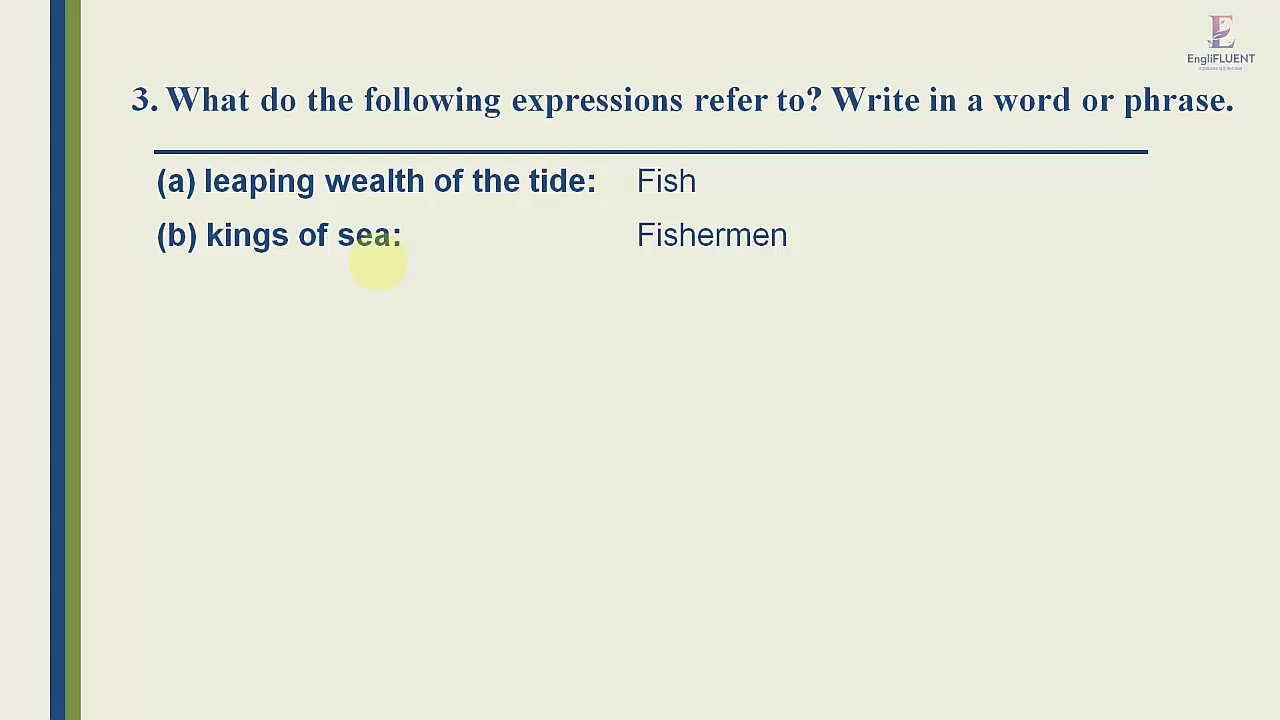 E
EngliFLUENT
3. What do the following expressions refer to? Write in a word or phrase.
(a) leaping wealth of the tide: Fish
(b) kings of sea: Fishermen